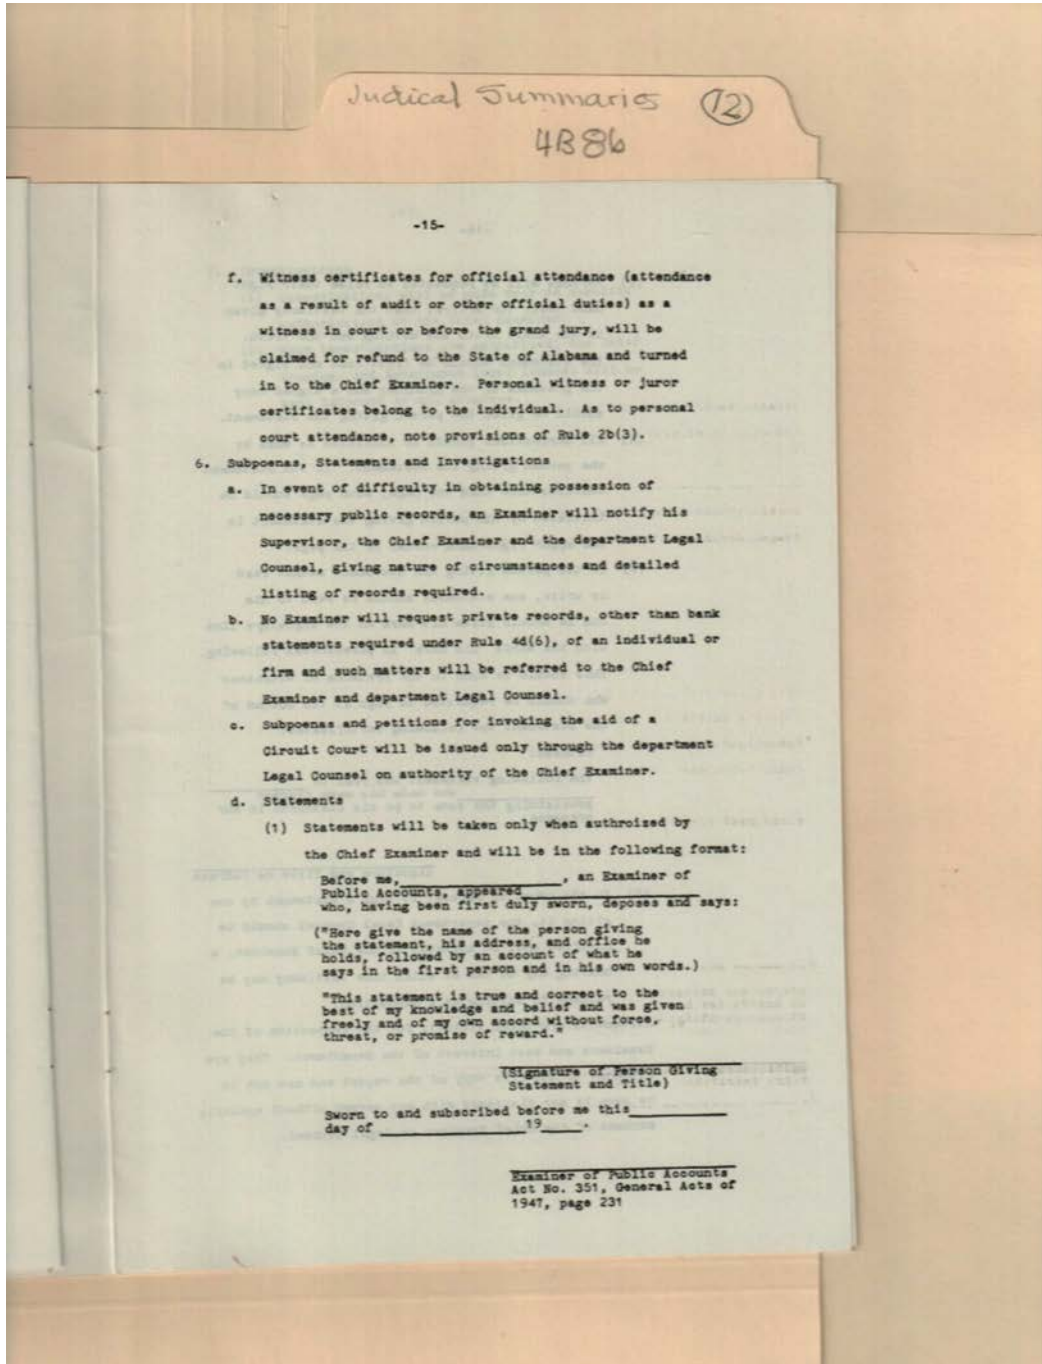 Judical Summaries (12)
4B86
-15-
f. Witness certificates for official attendance (attendance
as a result of audit or other official duties) as a
witness in court or before the grand jury, will be
claimed for refund to the State of Alabama and turned
in to the Chief Examiner. Personal witness or juror
certificates belong to the individual. As to personal
court attendance, note provisions of Rule 2b(3).
6. Subpoenas, Statements and Investigations
a. In event of difficulty in obtaining possession of
necessary public records, an Examiner will notify his
Supervisor, the Chief Examiner and the department Legal
Counsel, giving nature of circumstances and detailed
listing of records required.
b. No Examiner will request private records, other than bank
statements required under Rule 4d(6), of an individual or
firm and such matters will be referred to the Chief
Examiner and department Legal Counsel.
c. Subpoenas and petitions for invoking the aid of a
Circuit Court will be issued only through the department
Legal Counsel on authority of the Chief Examiner.
d. Statements
(1) Statements will be taken only when authroized by
the Chief Examiner and will be in the following format:
Before me,____________________, an Examiner of
Public Accounts, appeared____________________
who, having been first duly sworn, deposes and says:
("Here give the name of the person giving
the statement, his address, and office he
holds, followed by an account of what he
says in the first person and in his own words.)
"This statement is true and correct to the
best of my knowledge and belief and was given
freely and of my own accord without force,
threat, or promise of reward."
(Signature of Person Giving
Statement and Title)
Sworn to and subscribed before me this____________
day of __________________19_____.
Examiner of Public Accounts
Act No. 351, General Acts of
1947, page 231